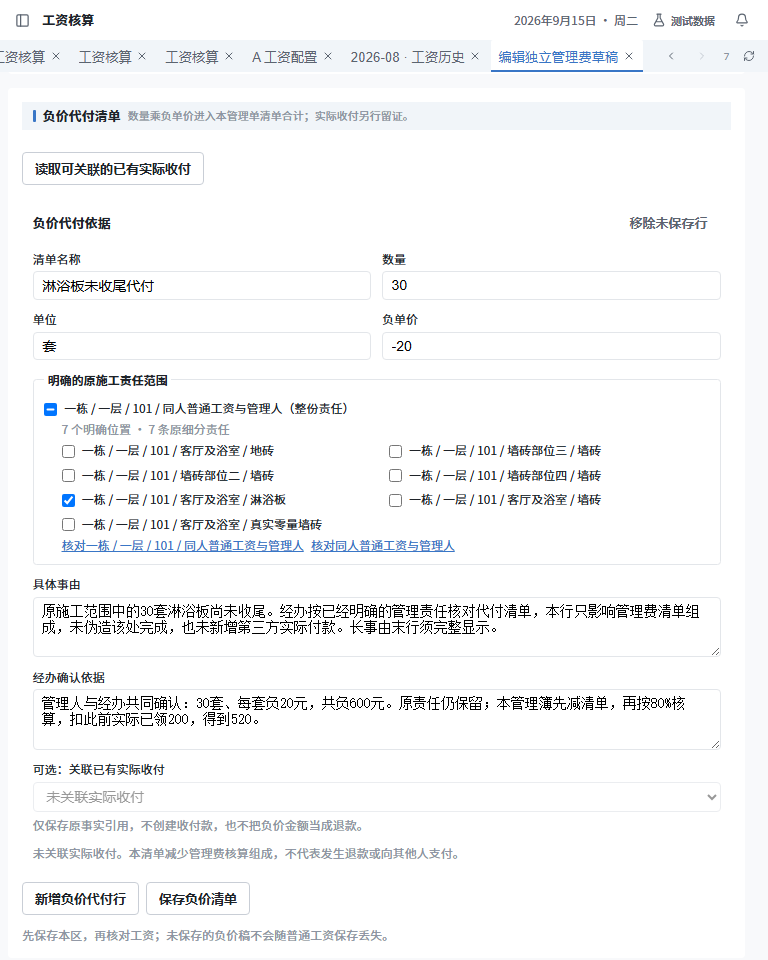 工资核算
2026年9月15日 · 周二
测试数据
工资核算
工资核算
工资核算
A 工资配置
2026-08 · 工资历史
编辑独立管理费草稿
7
负价代付清单 数量乘负单价进入本管理单清单合计；实际收付另行留证。
读取可关联的已有实际收付
负价代付依据
移除未保存行
清单名称
数量
淋浴板未收尾代付
30
单位
负单价
套
-20
明确的原施工责任范围
一栋 / 一层 / 101 / 同人普通工资与管理人（整份责任）
7 个明确位置 · 7 条原细分责任
一栋 / 一层 / 101 / 客厅及浴室 / 地砖
一栋 / 一层 / 101 / 墙砖部位三 / 墙砖
一栋 / 一层 / 101 / 墙砖部位二 / 墙砖
一栋 / 一层 / 101 / 墙砖部位四 / 墙砖
一栋 / 一层 / 101 / 客厅及浴室 / 淋浴板
一栋 / 一层 / 101 / 客厅及浴室 / 墙砖
一栋 / 一层 / 101 / 客厅及浴室 / 真实零量墙砖
核对一栋 / 一层 / 101 / 同人普通工资与管理人 核对同人普通工资与管理人
具体事由
原施工范围中的30套淋浴板尚未收尾。经办按已经明确的管理责任核对代付清单，本行只影响管理费清单组
成，未伪造该处完成，也未新增第三方实际付款。长事由末行须完整显示。
经办确认依据
管理人与经办共同确认：30套、每套负20元，共负600元。原责任仍保留；本管理簿先减清单，再按80%核
算，扣此前实际已领200，得到520。
可选：关联已有实际收付
未关联实际收付
仅保存原事实引用，不创建收付款，也不把负价金额当成退款。
未关联实际收付。本清单减少管理费核算组成，不代表发生退款或向其他人支付。
新增负价代付行
保存负价清单
先保存本区，再核对工资；未保存的负价稿不会随普通工资保存丢失。